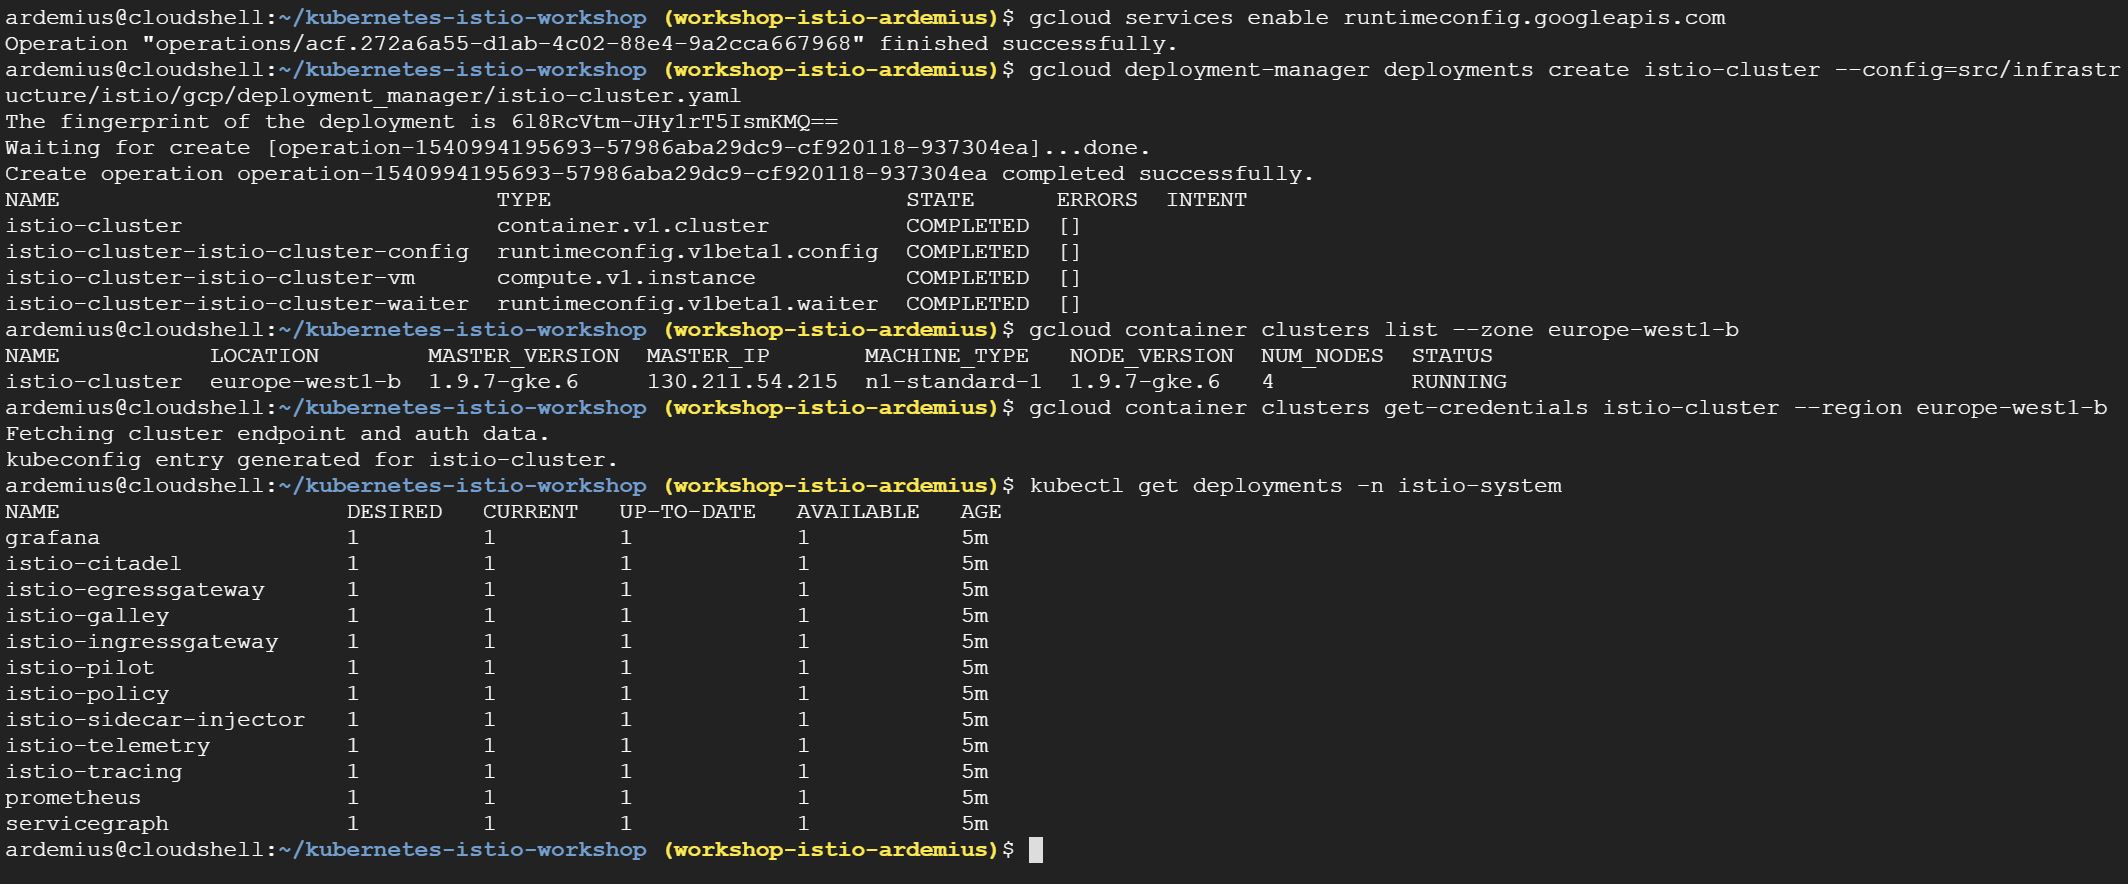 ardemius@cloudshell:~/kubernetes-istio-workshop (workshop-istio-ardemius)$ gcloud services enable runtimeconfig.googleapis.com
Operation "operations/acf.272a6a55-d1ab-4c02-88e4-9a2cca667968" finished successfully.
ardemius@cloudshell:~/kubernetes-istio-workshop (workshop-istio-ardemius)$ gcloud deployment-manager deployments create istio-cluster --config=src/infrastr
ucture/istio/gcp/deployment_manager/istio-cluster.yaml
The fingerprint of the deployment is 6l8RcVtm-JHy1rT5IsmKMQ==
Waiting for create [operation-1540994195693-57986aba29dc9-cf920118-937304ea]...done.
Create operation operation-1540994195693-57986aba29dc9-cf920118-937304ea completed successfully.
NAME TYPE STATE ERRORS INTENT
istio-cluster container.v1.cluster COMPLETED []
istio-cluster-istio-cluster-config runtimeconfig.v1beta1.config COMPLETED []
istio-cluster-istio-cluster-vm compute.v1.instance COMPLETED []
istio-cluster-istio-cluster-waiter runtimeconfig.v1beta1.waiter COMPLETED []
ardemius@cloudshell:~/kubernetes-istio-workshop (workshop-istio-ardemius)$ gcloud container clusters list --zone europe-west1-b
NAME LOCATION MASTER_VERSION MASTER_IP MACHINE_TYPE NODE_VERSION NUM_NODES STATUS
istio-cluster europe-west1-b 1.9.7-gke.6 130.211.54.215 n1-standard-1 1.9.7-gke.6 4 RUNNING
ardemius@cloudshell:~/kubernetes-istio-workshop (workshop-istio-ardemius)$ gcloud container clusters get-credentials istio-cluster --region europe-west1-b
Fetching cluster endpoint and auth data.
kubeconfig entry generated for istio-cluster.
ardemius@cloudshell:~/kubernetes-istio-workshop (workshop-istio-ardemius)$ kubectl get deployments -n istio-system
NAME DESIRED CURRENT UP-TO-DATE AVAILABLE AGE
grafana 1 1 1 1 5m
istio-citadel 1 1 1 1 5m
istio-egressgateway 1 1 1 1 5m
istio-galley 1 1 1 1 5m
istio-ingressgateway 1 1 1 1 5m
istio-pilot 1 1 1 1 5m
istio-policy 1 1 1 1 5m
istio-sidecar-injector 1 1 1 1 5m
istio-telemetry 1 1 1 1 5m
istio-tracing 1 1 1 1 5m
prometheus 1 1 1 1 5m
servicegraph 1 1 1 1 5m
ardemius@cloudshell:~/kubernetes-istio-workshop (workshop-istio-ardemius)$